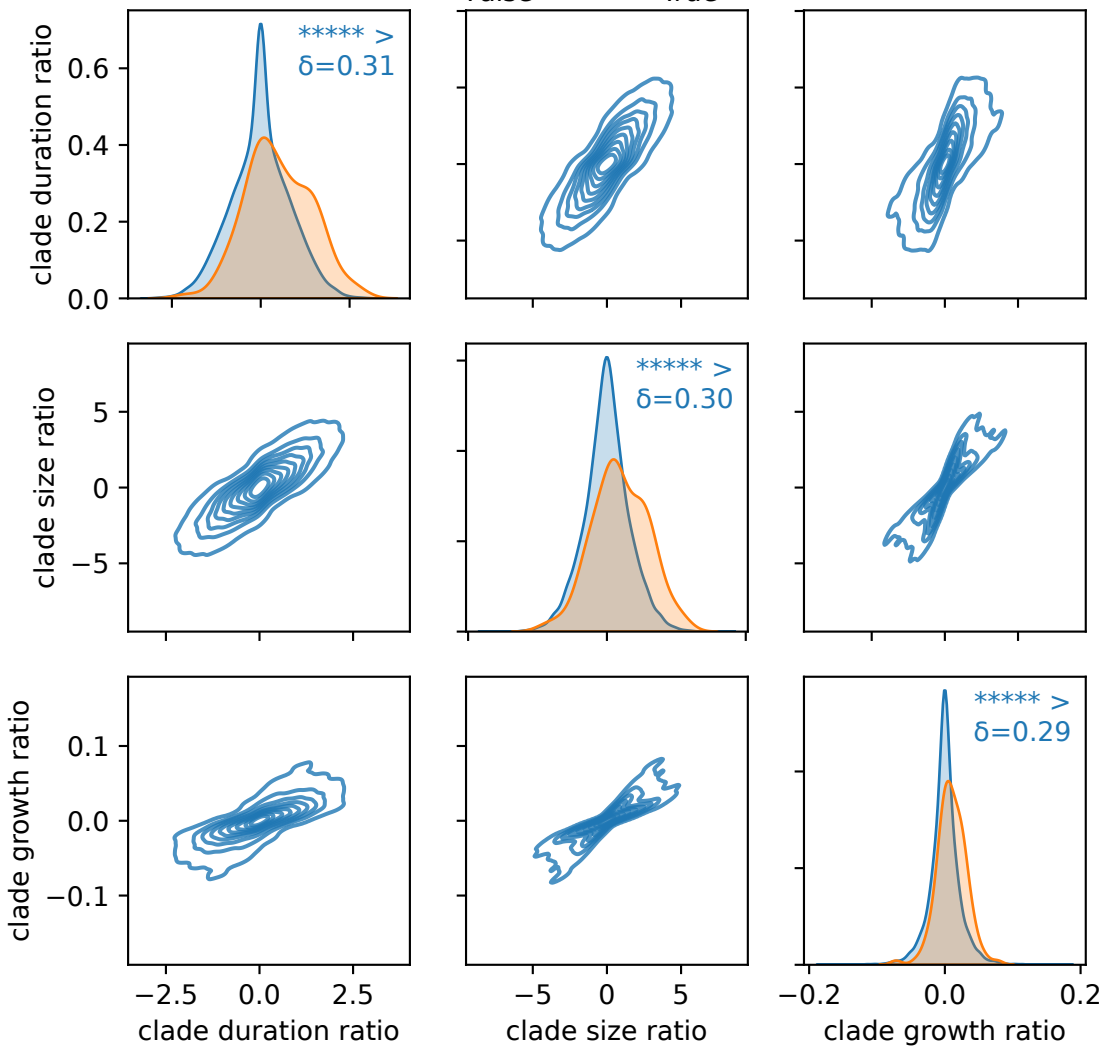 ***** >
δ=0.31
clade duration ratio
0.6
0.4
0.2
0.0
***** >
δ=0.30
clade size ratio
5
0
−5
***** >
δ=0.29
clade growth ratio
0.1
0.0
−0.1
−2.5 0.0 2.5
−5 0 5
−0.2 0.0 0.2
clade duration ratio
clade size ratio
clade growth ratio